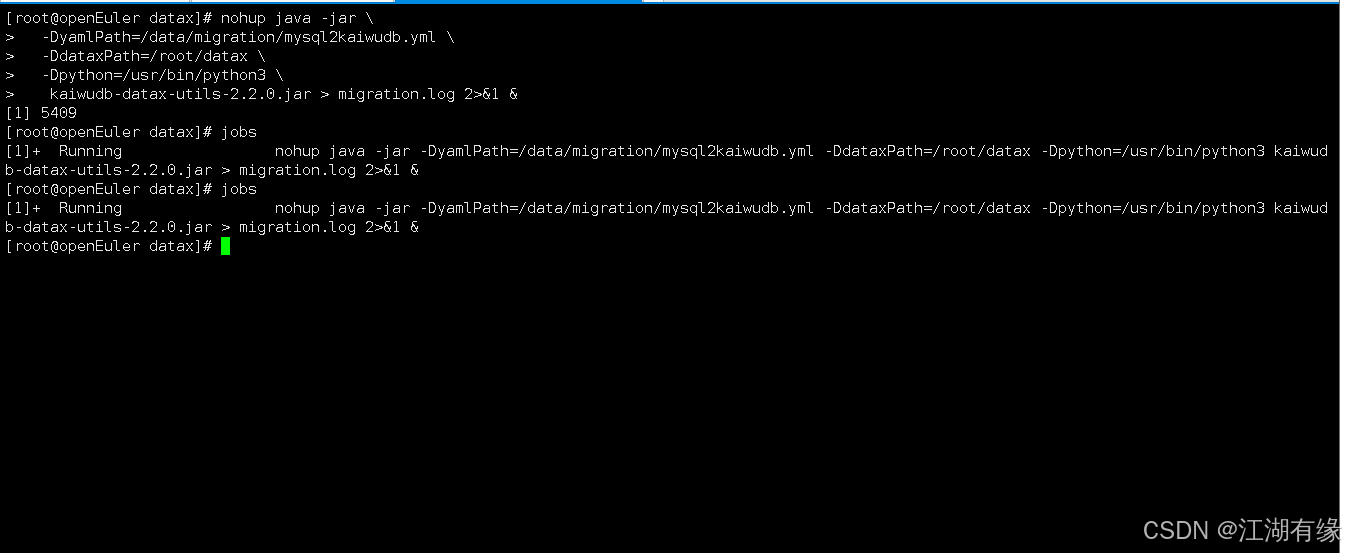 [root@openEuler datax]# nohup java -jar \
>   -DyamlPath=/data/migration/mysql2kaiwudb.yml \
>   -DdataxPath=/root/datax \
>   -Dpython=/usr/bin/python3 \
>    kaiwudb-datax-utils-2.2.0.jar > migration.log 2>&1 &
[1] 5409
[root@openEuler datax]# jobs
[1]+  Running                 nohup java -jar -DyamlPath=/data/migration/mysql2kaiwudb.yml -DdataxPath=/root/datax -Dpython=/usr/bin/python3 kaiwud
b-datax-utils-2.2.0.jar > migration.log 2>&1 &
[root@openEuler datax]# jobs
[1]+  Running                 nohup java -jar -DyamlPath=/data/migration/mysql2kaiwudb.yml -DdataxPath=/root/datax -Dpython=/usr/bin/python3 kaiwud
b-datax-utils-2.2.0.jar > migration.log 2>&1 &
[root@openEuler datax]#
CSDN @江湖有缘